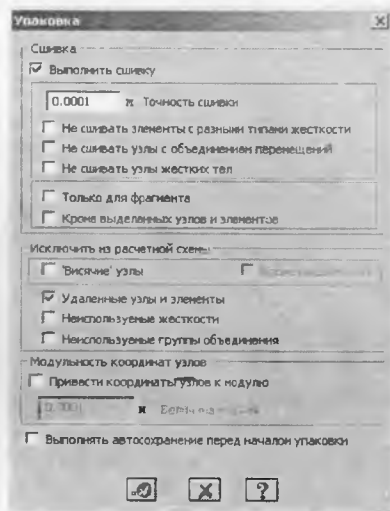 Упаковка
Сшивка
Выполнить сшивку
0.0001 м Точность сшивки
Не сшивать элементы с разными типами жесткости
Не сшивать узлы с объединением перемещений
Не сшивать узлы жестких тел
Только для фрагмента
Кроме выделенных узлов и элементов
Исключить из расчетной схемы
'Висячие' узлы
Удаленные узлы и элементы
Неиспользуемые жесткости
Неиспользуемые группы объединения
Модульность координат узлов
Привести координаты узлов к модулю
м
Выполнять автосохранение перед началом упаковки
?